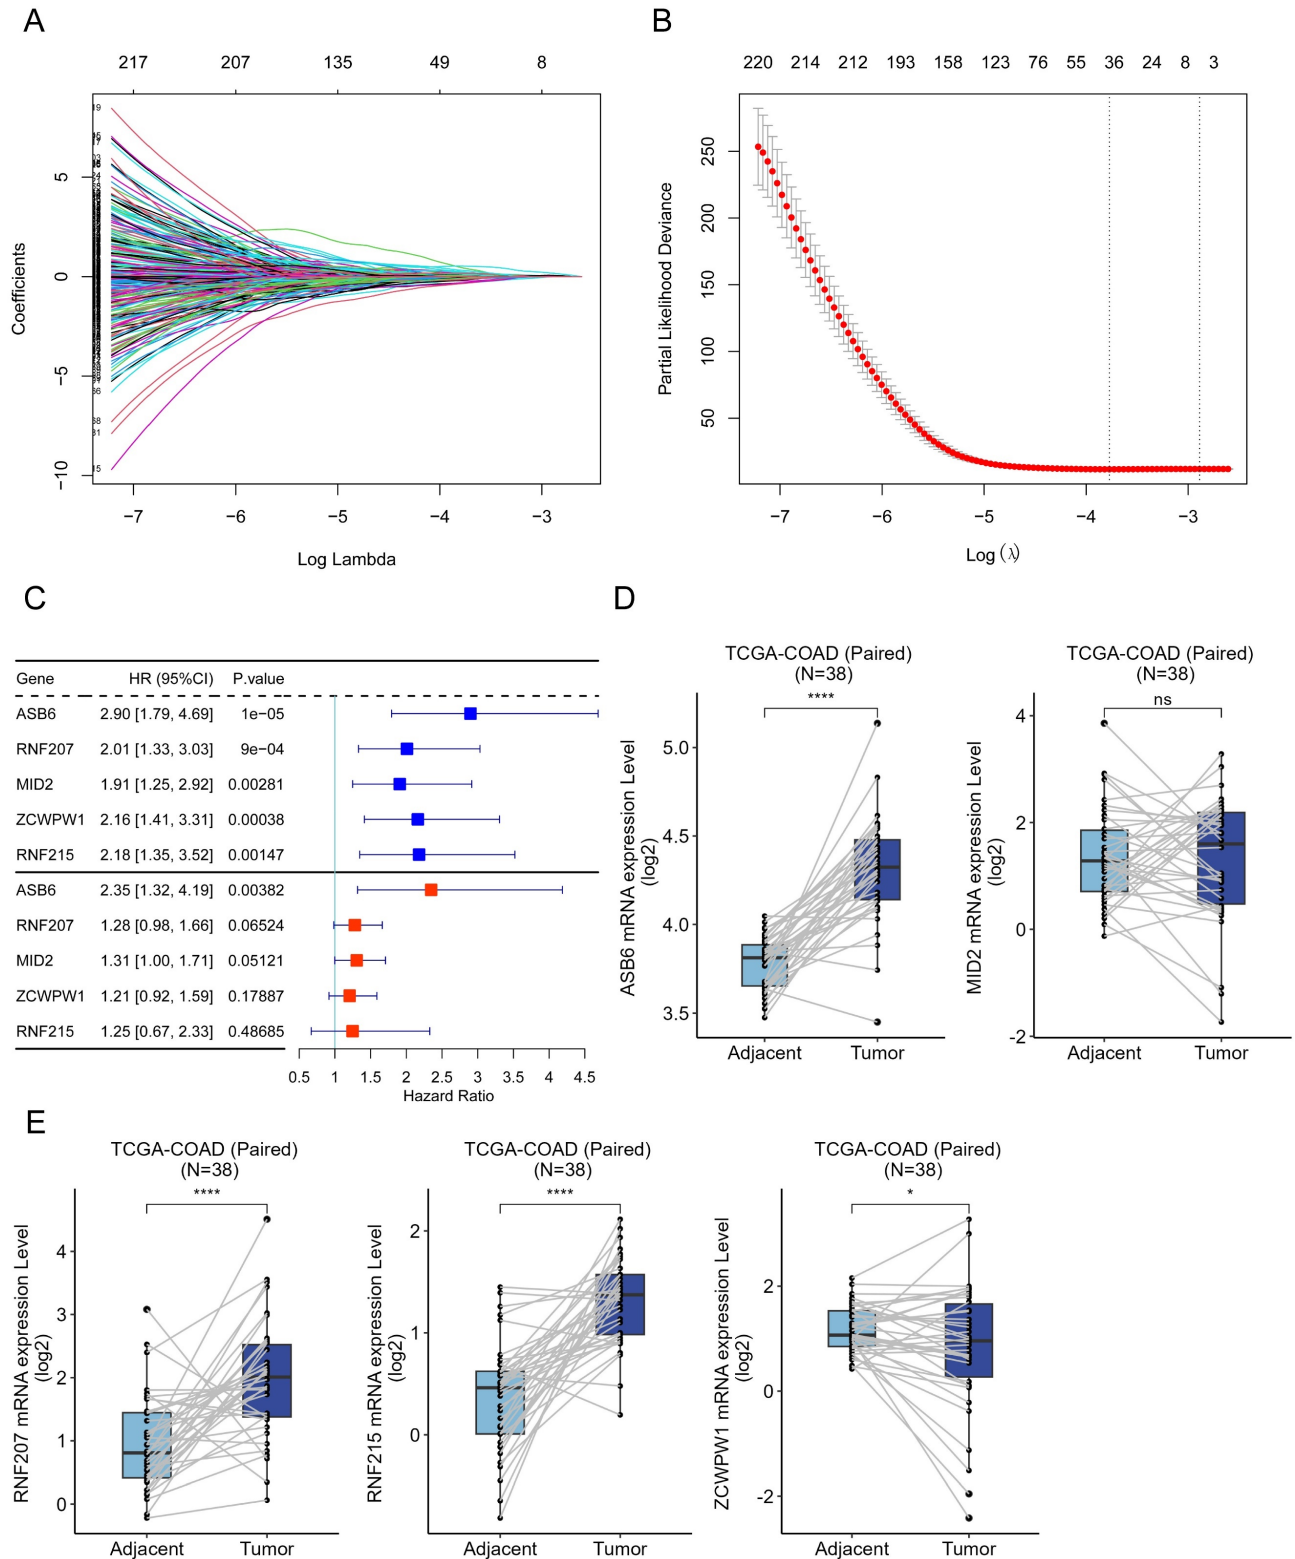 A
217 207 135 49 8
19
5
0
−5
−10
Coefficients
−7 −6 −5 −4 −3
Log Lambda
B
220 214 212 193 158 123 76 55 36 24 8 3
250
200
150
100
50
Partial Likelihood Deviance
−7 −6 −5 −4 −3
Log (λ)
C
Gene HR (95%CI) P.value
ASB6 2.90 [1.79, 4.69] 1e−05
RNF207 2.01 [1.33, 3.03] 9e−04
MID2 1.91 [1.25, 2.92] 0.00281
ZCWPW1 2.16 [1.41, 3.31] 0.00038
RNF215 2.18 [1.35, 3.52] 0.00147
ASB6 2.35 [1.32, 4.19] 0.00382
RNF207 1.28 [0.98, 1.66] 0.06524
MID2 1.31 [1.00, 1.71] 0.05121
ZCWPW1 1.21 [0.92, 1.59] 0.17887
RNF215 1.25 [0.67, 2.33] 0.48685
0.5 1 1.5 2 2.5 3 3.5 4 4.5
Hazard Ratio
D
TCGA-COAD (Paired)
(N=38)
****
5.0
4.5
4.0
3.5
ASB6 mRNA expression Level
(log2)
Adjacent Tumor
TCGA-COAD (Paired)
(N=38)
ns
4
2
0
-2
MID2 mRNA expression Level
(log2)
Adjacent Tumor
E
TCGA-COAD (Paired)
(N=38)
****
4
3
2
1
0
RNF207 mRNA expression Level
(log2)
Adjacent Tumor
TCGA-COAD (Paired)
(N=38)
****
2
1
0
RNF215 mRNA expression Level
(log2)
Adjacent Tumor
TCGA-COAD (Paired)
(N=38)
*
2
0
-2
ZCWPW1 mRNA expression Level
(log2)
Adjacent Tumor